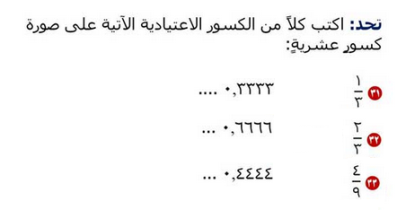 تحد: اكتب كلاً من الكسور الاعتيادية الآتية على صورة
كسور عشرية:
٣١ ١/٣ ٠,٣٣٣٣ ....
٣٢ ٢/٣ ٠,٦٦٦٦ ...
٣٣ ٤/٩ ٠,٤٤٤٤ ...